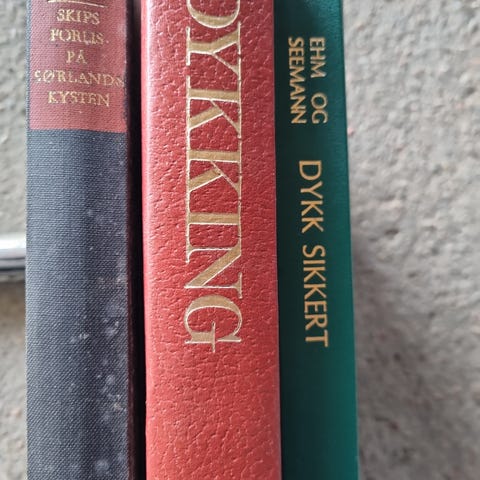 SKIPS
FORLIS
PÅ
SØRLANDS
KYSTEN
DYKKING
EHM OG
SEEMANN
DYKK SIKKERT